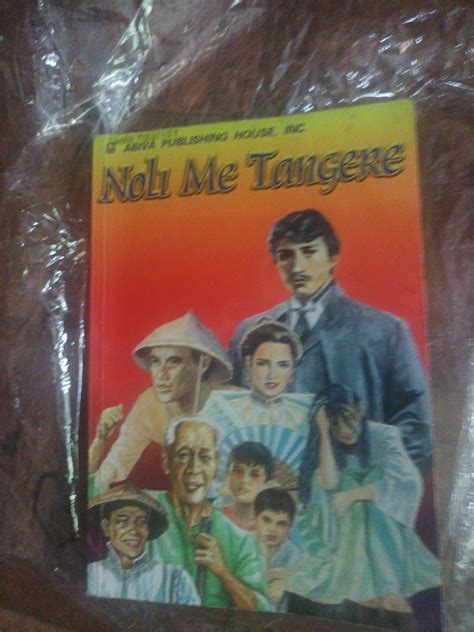 ABIVA PUBLISHING HOUSE, INC.
NOLI ME TANGERE